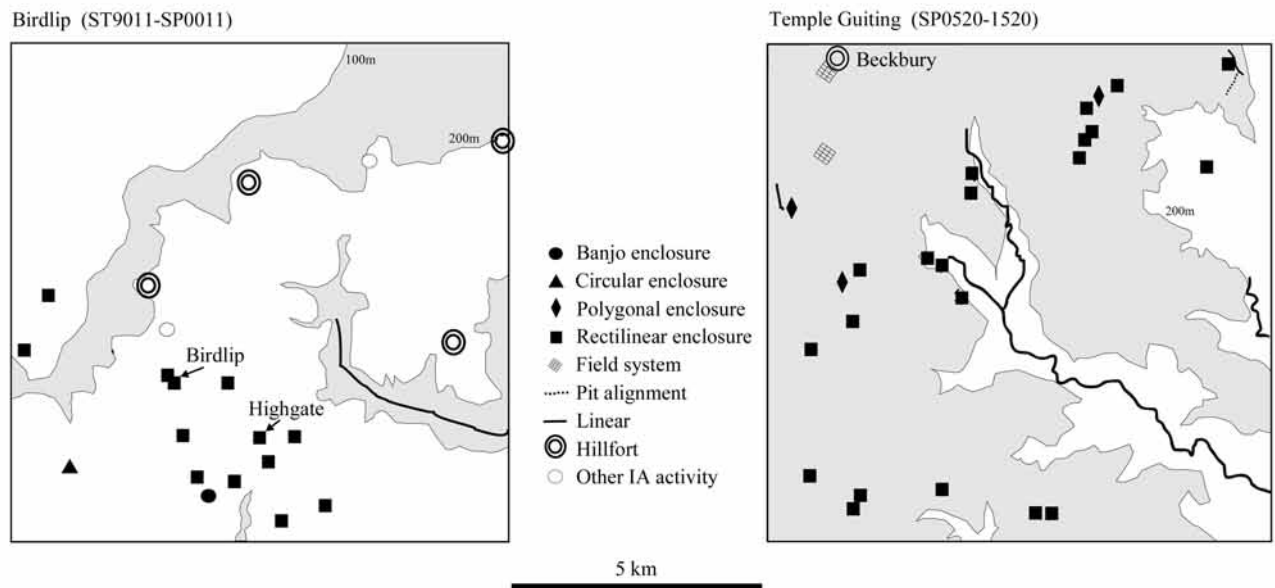 Birdlip (ST9011-SP0011)
100m
200m
Birdlip
Highgate
Banjo enclosure
Circular enclosure
Polygonal enclosure
Rectilinear enclosure
Field system
Pit alignment
Linear
Hillfort
Other IA activity
5 km
Temple Guiting (SP0520-1520)
Beckbury
200m